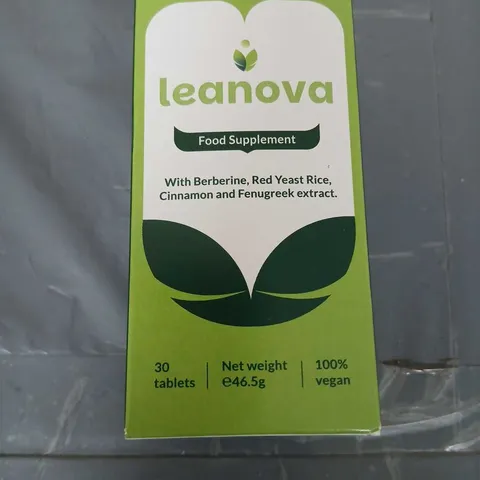 leanova
Food Supplement
With Berberine, Red Yeast Rice,
Cinnamon and Fenugreek extract.
30
tablets
Net weight
℮46.5g
100%
vegan